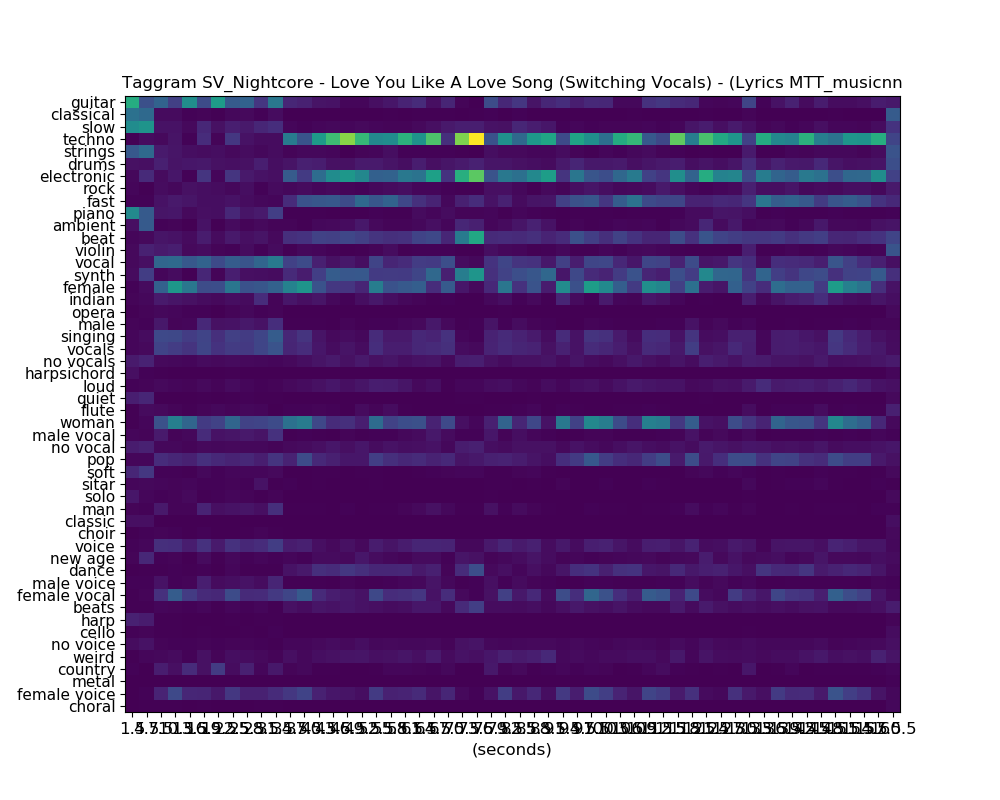 Taggram SV_Nightcore - Love You Like A Love Song (Switching Vocals) - (Lyrics MTT_musicnn
guitar
classical
slow
techno
strings
drums
electronic
rock
fast
piano
ambient
beat
violin
vocal
synth
female
indian
opera
male
singing
vocals
no vocals
harpsichord
loud
quiet
flute
woman
male vocal
no vocal
pop
soft
sitar
solo
man
classic
choir
voice
new age
dance
male voice
female vocal
beats
harp
cello
no voice
weird
country
metal
female voice
choral
(seconds)